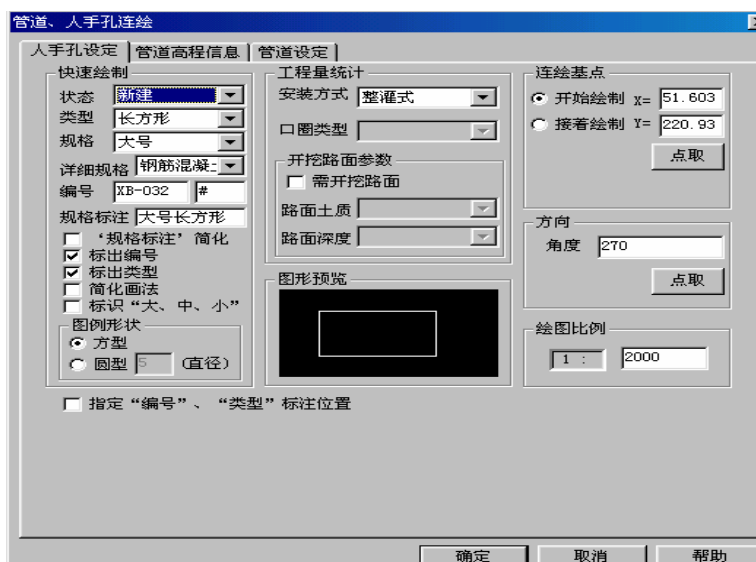 管道、人手孔连绘
人手孔设定 管道高程信息 管道设定
快速绘制
状态 新建
类型 长方形
规格 大号
详细规格 钢筋混凝
编号 XB-032 #
规格标注 大号长方形
‘规格标注’简化
标出编号
标出类型
简化画法
标识“大、中、小”
图例形状
方型
圆型 5 (直径)
指定“编号”、“类型”标注位置
工程量统计
安装方式 整灌式
口圈类型
开挖路面参数
需开挖路面
路面土质
路面深度
图形预览
连绘基点
开始绘制 X= 51.603
接着绘制 Y= 220.93
点取
方向
角度 270
点取
绘图比例
1 : 2000
确定 取消 帮助